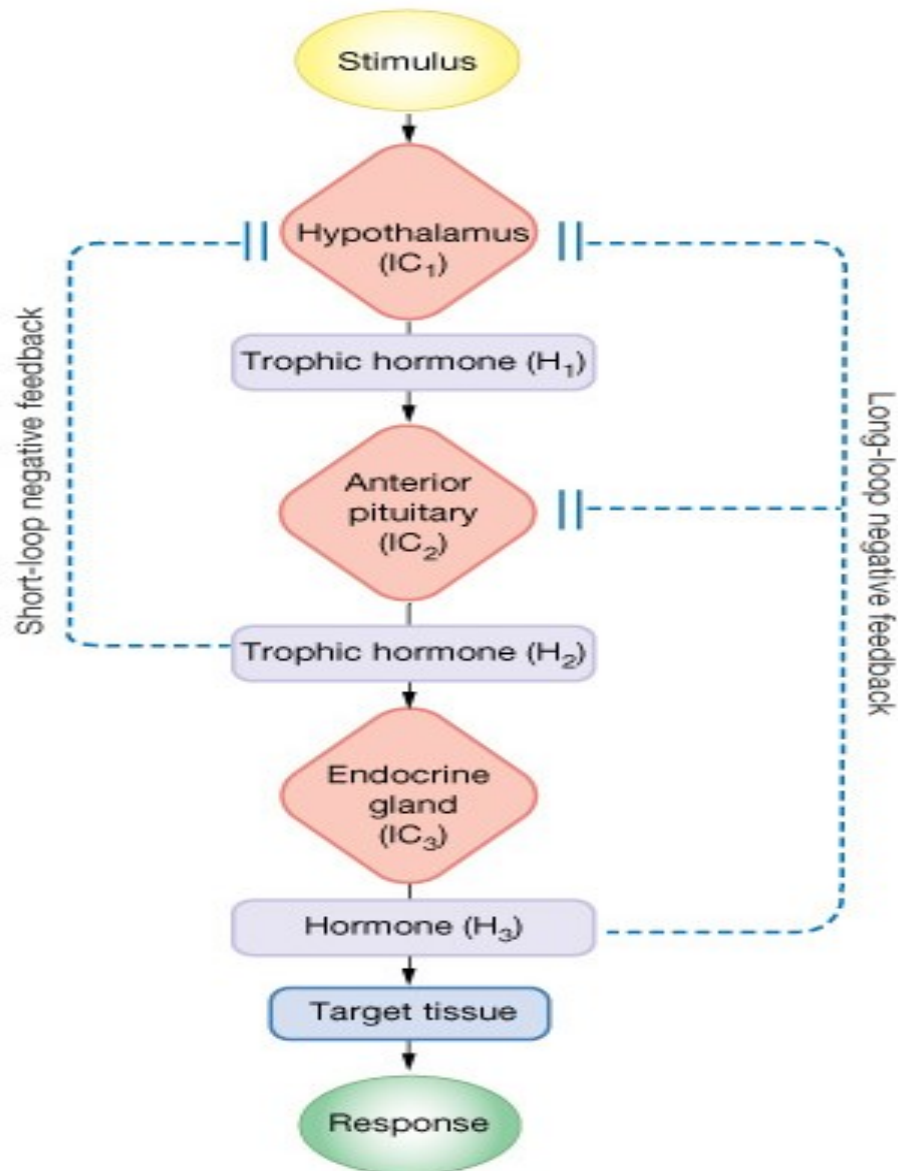 Stimulus
Hypothalamus
(IC₁)
Trophic hormone (H₁)
Anterior
pituitary
(IC₂)
Trophic hormone (H₂)
Endocrine
gland
(IC₃)
Hormone (H₃)
Target tissue
Response
Short-loop negative feedback
Long-loop negative feedback